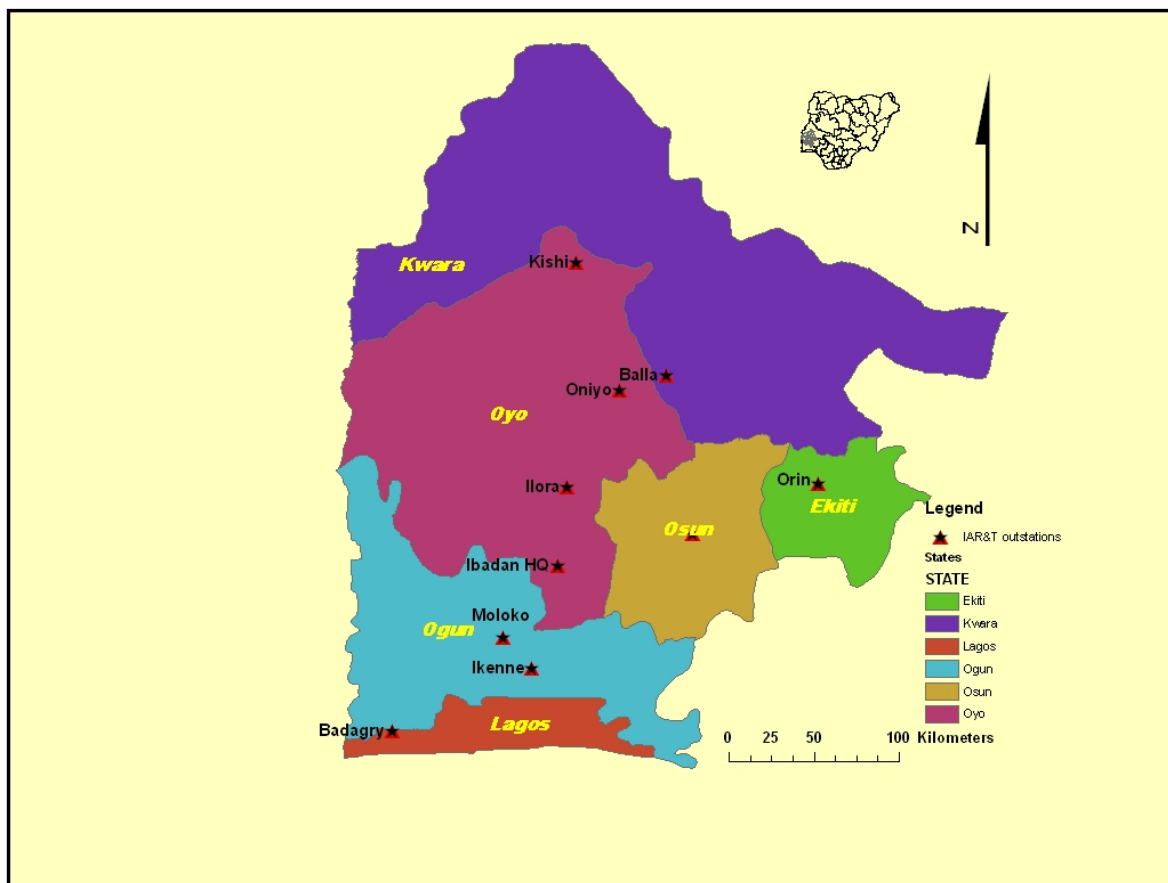 N
Kwara
Kishi
Balla
Oniyo
Oyo
Ilora
Orin
Ekiti
Osun
Ibadan HQ
Moloko
Ogun
Ikenne
Badagry
Lagos
Legend
IAR&T outstations
States
STATE
Ekiti
Kwara
Lagos
Ogun
Osun
Oyo
0 25 50 100 Kilometers